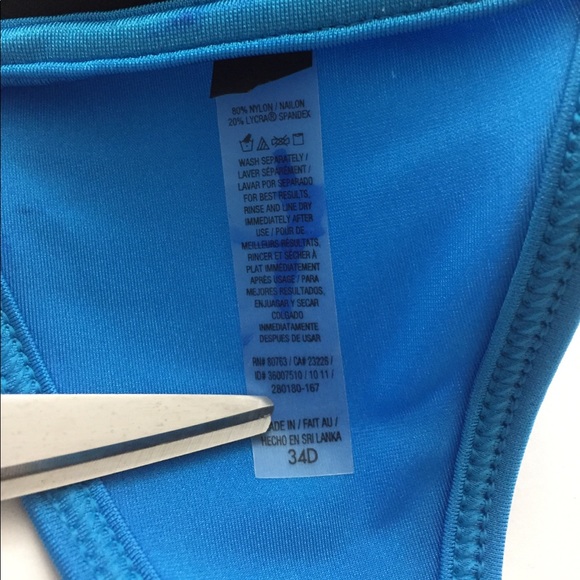 80% NYLON / NAILON
20% LYCRA® SPANDEX
WASH SEPARATELY /
LAVER SÉPARÉMENT /
LAVAR POR SEPARADO
FOR BEST RESULTS,
RINSE AND LINE DRY
IMMEDIATELY AFTER
USE / POUR DE
MEILLEURS RÉSULTATS,
RINCER ET SÉCHER À
PLAT IMMÉDIATEMENT
APRÈS USAGE / PARA
MEJORES RESULTADOS,
ENJUAGAR Y SECAR
COLGADO
INMEDIATAMENTE
DESPUES DE USAR
RN# 80763 / CA# 23229 /
ID# 36007510 / 10 11 /
280180-167
MADE IN / FAIT AU /
HECHO EN SRI LANKA
34D